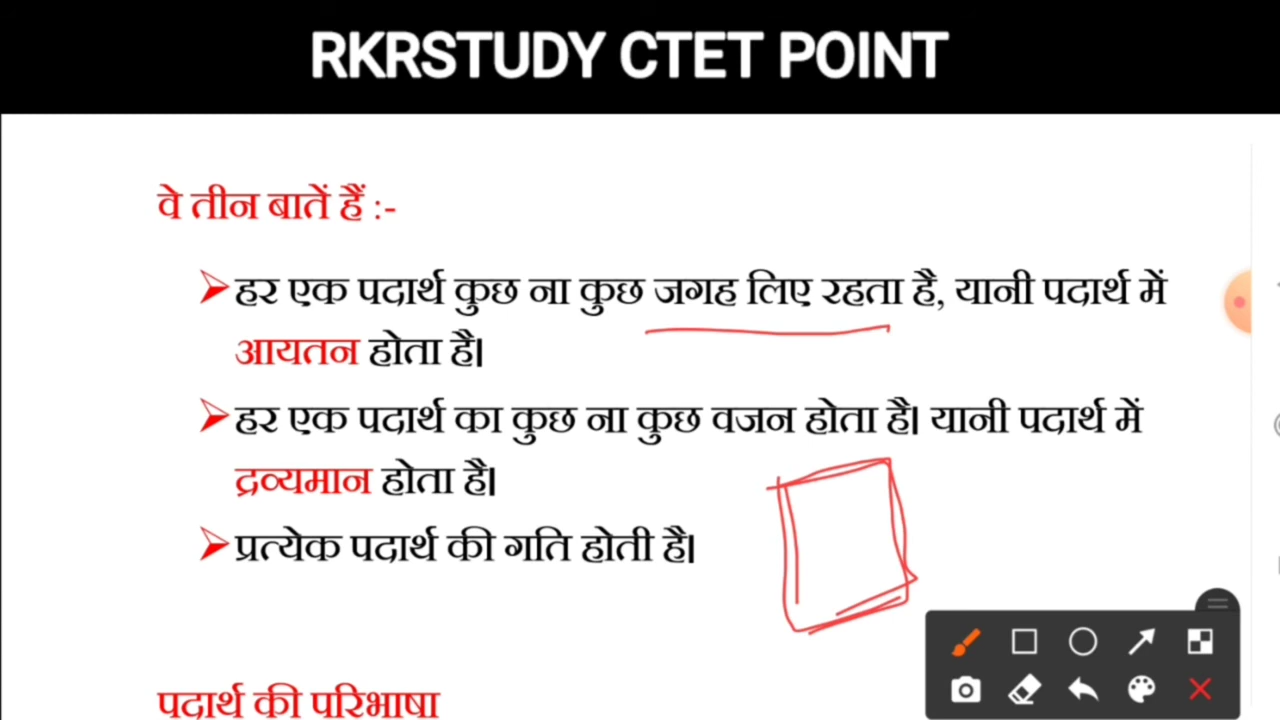 RKRSTUDY CTET POINT
वे तीन बातें हैं :-
हर एक पदार्थ कुछ ना कुछ जगह लिए रहता है, यानी पदार्थ में
आयतन होता है।
हर एक पदार्थ का कुछ ना कुछ वजन होता है। यानी पदार्थ में
द्रव्यमान होता है।
प्रत्येक पदार्थ की गति होती है।
पदार्थ की परिभाषा